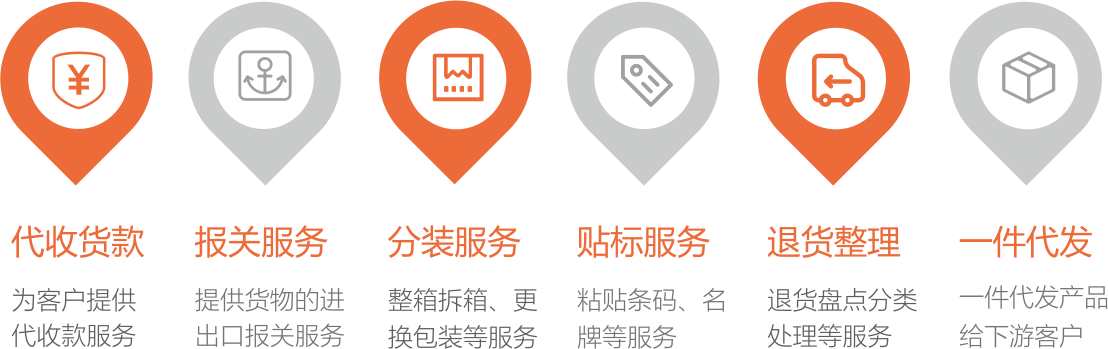 ¥
代收货款
为客户提供
代收款服务
报关服务
提供货物的进
出口报关服务
分装服务
整箱拆箱、更
换包装等服务
贴标服务
粘贴条码、名
牌等服务
退货整理
退货盘点分类
处理等服务
一件代发
一件代发产品
给下游客户